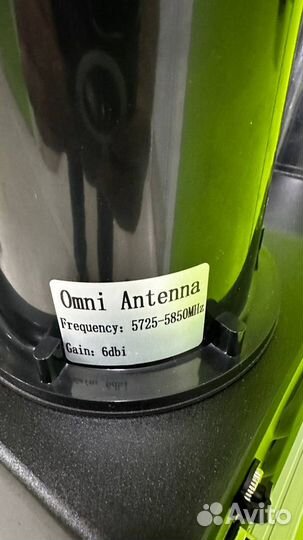 Omni Antenna
Frequency: 5725-5850MHz
Gain: 6dbi
Avito